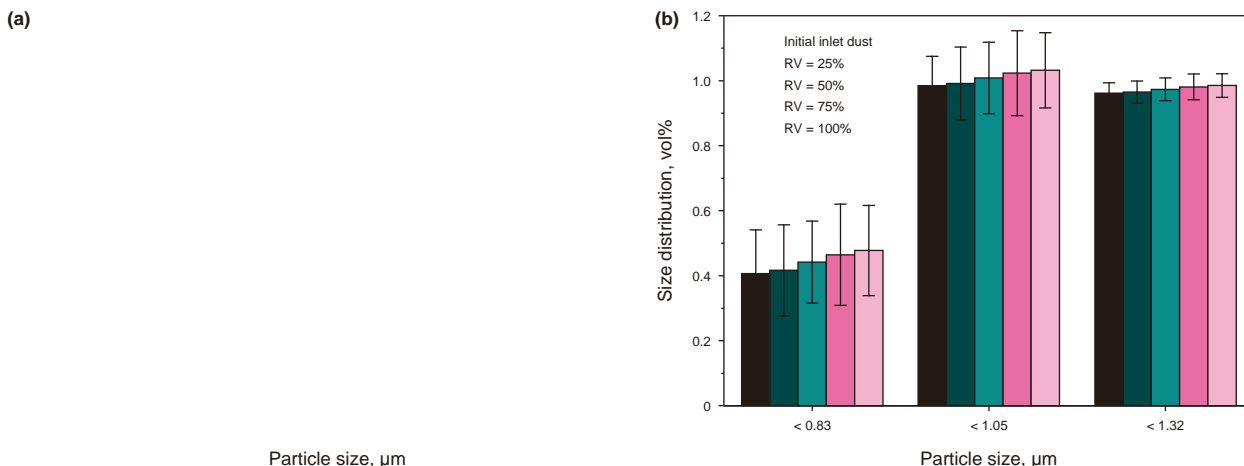 (a)
Particle size, µm
(b)
Size distribution, vol%
1.2
1.0
0.8
0.6
0.4
0.2
0
Initial inlet dust
RV = 25%
RV = 50%
RV = 75%
RV = 100%
< 0.83
< 1.05
< 1.32
Particle size, µm